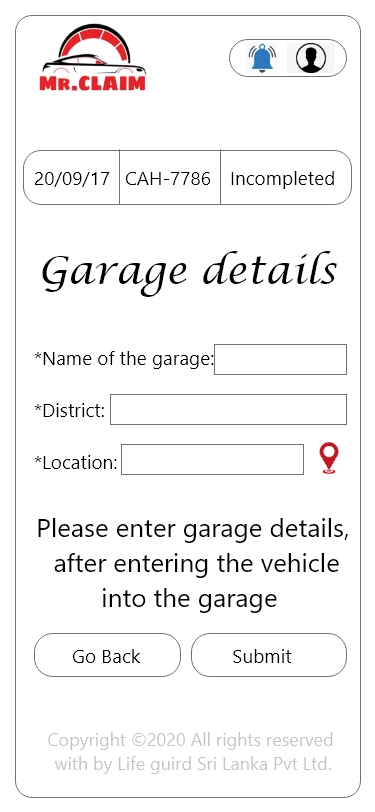 MR.CLAIM
20/09/17 CAH-7786 Incompleted
Garage details
*Name of the garage:
*District:
*Location:
Please enter garage details,
after entering the vehicle
into the garage
Go Back Submit
Copyright ©2020 All rights reserved
with by Life guird Sri Lanka Pvt Ltd.